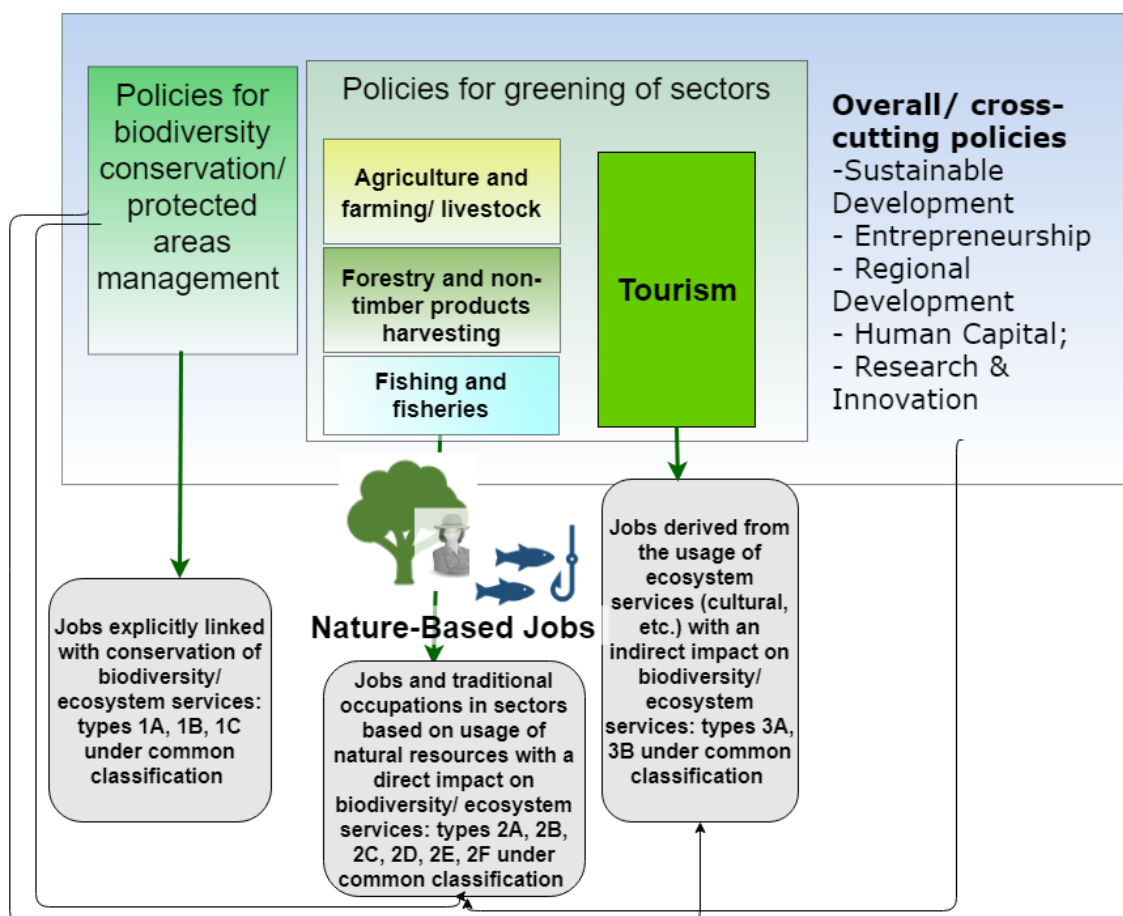 Policies for
biodiversity
conservation/
protected
areas
management
Policies for greening of sectors
Agriculture and
farming/ livestock
Forestry and non-
timber products
harvesting
Fishing and
fisheries
Tourism
Overall/ cross-
cutting policies
-Sustainable
Development
- Entrepreneurship
- Regional
Development
- Human Capital;
- Research &
Innovation
Nature-Based Jobs
Jobs explicitly linked
with conservation of
biodiversity/
ecosystem services:
types 1A, 1B, 1C
under common
classification
Jobs and traditional
occupations in sectors
based on usage of
natural resources with a
direct impact on
biodiversity/ ecosystem
services: types 2A, 2B,
2C, 2D, 2E, 2F under
common classification
Jobs derived from
the usage of
ecosystem
services (cultural,
etc.) with an
indirect impact on
biodiversity/
ecosystem
services: types 3A,
3B under common
classification